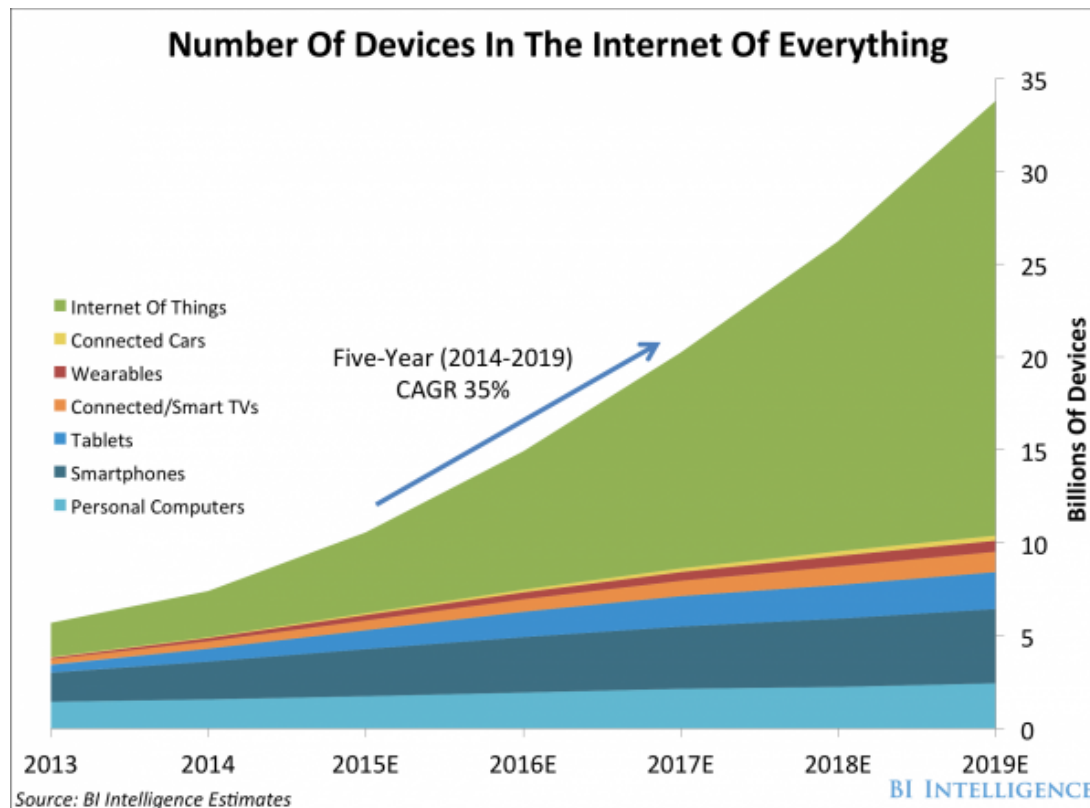 Number Of Devices In The Internet Of Everything
35
30
25
20
15
10
5
0
Billions Of Devices
Internet Of Things
Connected Cars
Wearables
Connected/Smart TVs
Tablets
Smartphones
Personal Computers
Five-Year (2014-2019)
CAGR 35%
2013 2014 2015E 2016E 2017E 2018E 2019E
Source: BI Intelligence Estimates
BI INTELLIGENCE